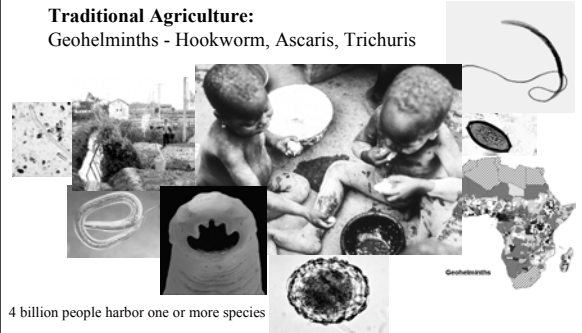 Traditional Agriculture:
Geohelminths - Hookworm, Ascaris, Trichuris
Geohelminths
4 billion people harbor one or more species